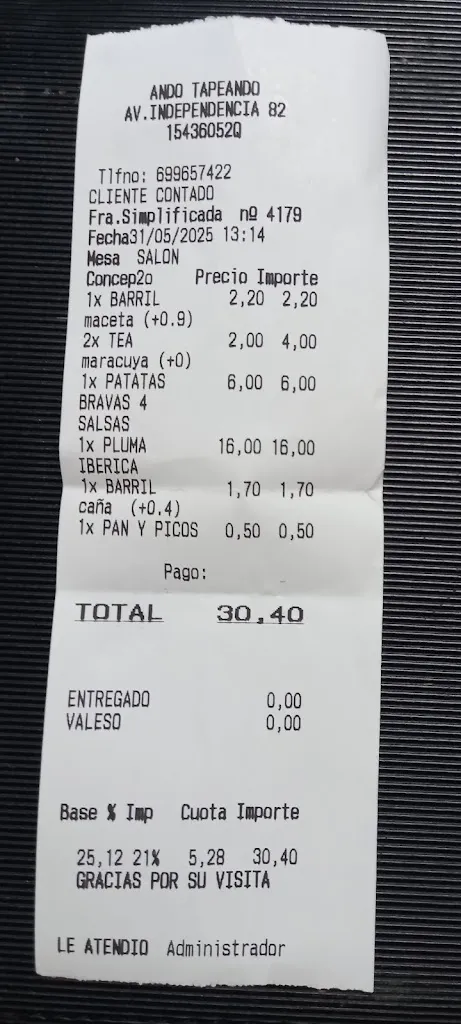 ANDO TAPEANDO
AV.INDEPENDENCIA 82
15436052Q
Tlfno: 699657422
CLIENTE CONTADO
Fra.Simplificada nº 4179
Fecha31/05/2025 13:14
Mesa SALON
Concep2o Precio Importe
1x BARRIL 2,20 2,20
maceta (+0.9)
2x TEA 2,00 4,00
maracuya (+0)
1x PATATAS 6,00 6,00
BRAVAS 4
SALSAS
1x PLUMA 16,00 16,00
IBERICA
1x BARRIL 1,70 1,70
caña (+0.4)
1x PAN Y PICOS 0,50 0,50
Pago:
TOTAL 30,40
ENTREGADO 0,00
VALESO 0,00
Base % Imp Cuota Importe
25,12 21% 5,28 30,40
GRACIAS POR SU VISITA
LE ATENDIO Administrador